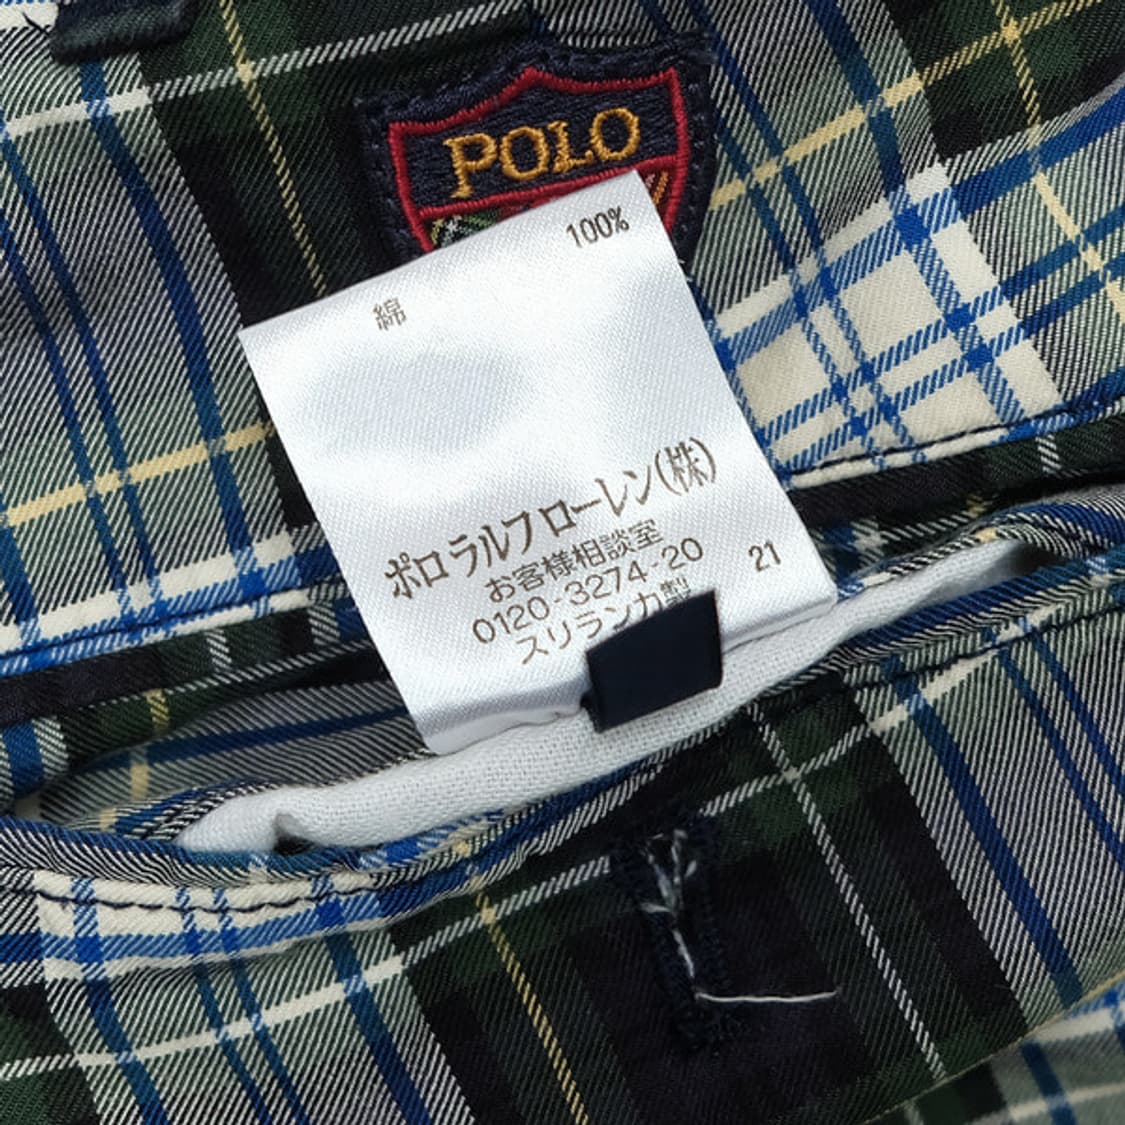 POLO
綿 100%
ポロラルフローレン(株)
お客様相談室
0120-3274-20
スリランカ製
21